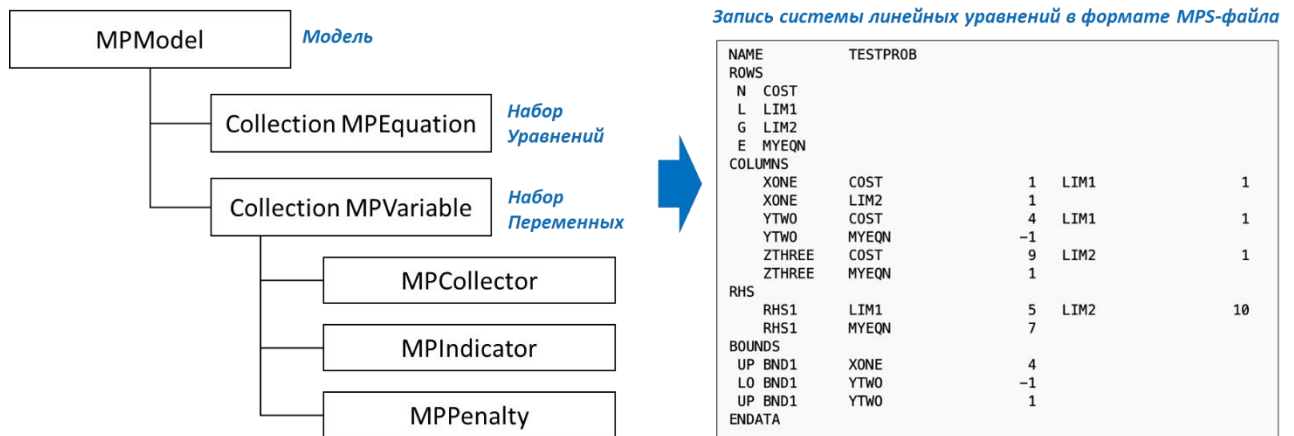 MPModel
Модель
Collection MPEquation
Набор
Уравнений
Collection MPVariable
Набор
Переменных
MPCollector
MPIndicator
MPPenalty
Запись системы линейных уравнений в формате MPS-файла
NAME TESTPROB
ROWS
N COST
L LIM1
G LIM2
E MYEQN
COLUMNS
XONE COST 1 LIM1 1
XONE LIM2 1
YTWO COST 4 LIM1 1
YTWO MYEQN -1
ZTHREE COST 9 LIM2 1
ZTHREE MYEQN 1
RHS
RHS1 LIM1 5 LIM2 10
RHS1 MYEQN 7
BOUNDS
UP BND1 XONE 4
LO BND1 YTWO -1
UP BND1 YTWO 1
ENDATA